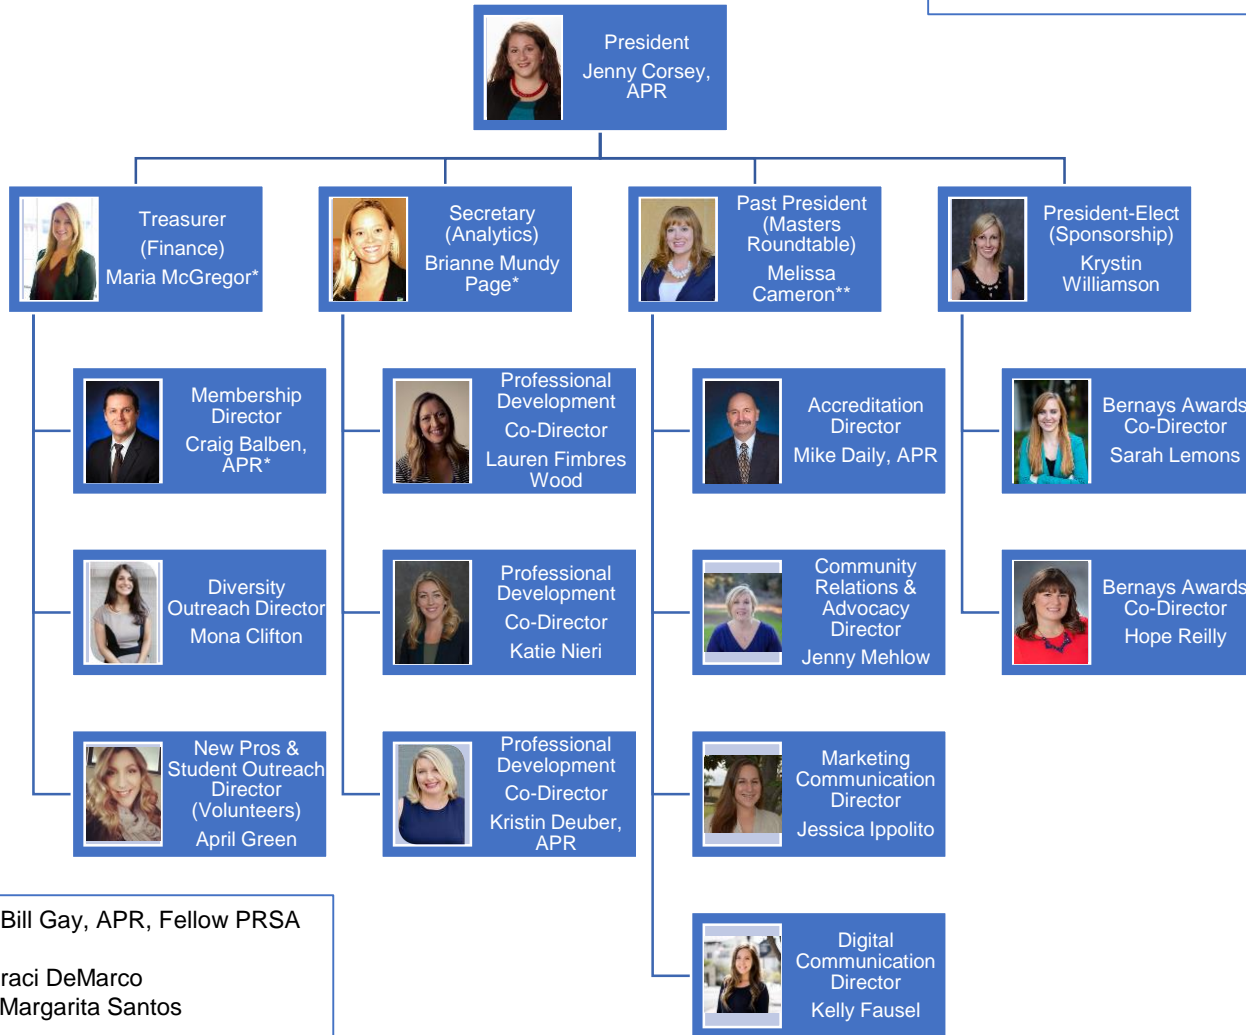 President
Jenny Corsey,
APR
Treasurer
(Finance)
Maria McGregor*
Secretary
(Analytics)
Brianne Mundy
Page*
Past President
(Masters
Roundtable)
Melissa
Cameron**
President-Elect
(Sponsorship)
Krystin
Williamson
Membership
Director
Craig Balben,
APR*
Professional
Development
Co-Director
Lauren Fimbres
Wood
Accreditation
Director
Mike Daily, APR
Bernays Awards
Co-Director
Sarah Lemons
Diversity
Outreach Director
Mona Clifton
Professional
Development
Co-Director
Katie Nieri
Community
Relations &
Advocacy
Director
Jenny Mehlow
Bernays Awards
Co-Director
Hope Reilly
New Pros &
Student Outreach
Director
(Volunteers)
April Green
Professional
Development
Co-Director
Kristin Deuber,
APR
Marketing
Communication
Director
Jessica Ippolito
Digital
Communication
Director
Kelly Fausel
Bill Gay, APR, Fellow PRSA
raci DeMarco
Margarita Santos